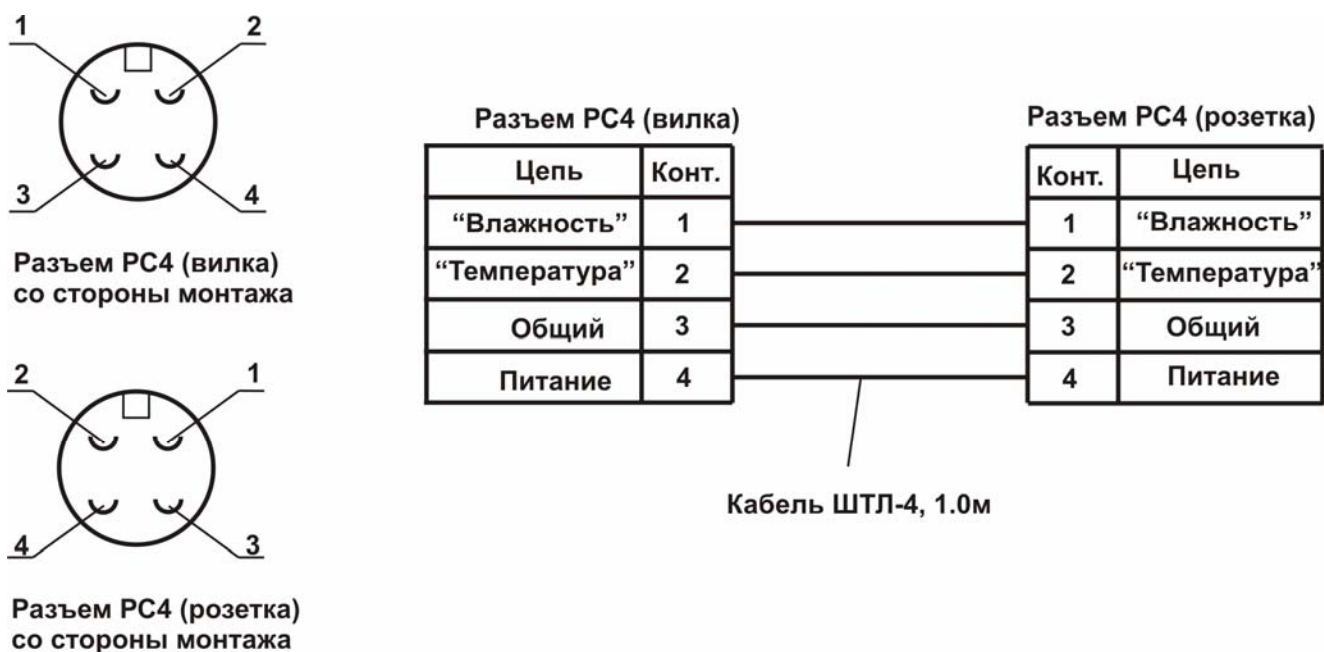 1 2
3 4
Разъем РС4 (вилка)
со стороны монтажа
2 1
4 3
Разъем РС4 (розетка)
со стороны монтажа
Разъем РС4 (вилка)
Цепь Конт.
“Влажность” 1
“Температура” 2
Общий 3
Питание 4
Разъем РС4 (розетка)
Конт. Цепь
1 “Влажность”
2 “Температура”
3 Общий
4 Питание
Кабель ШТЛ-4, 1.0м